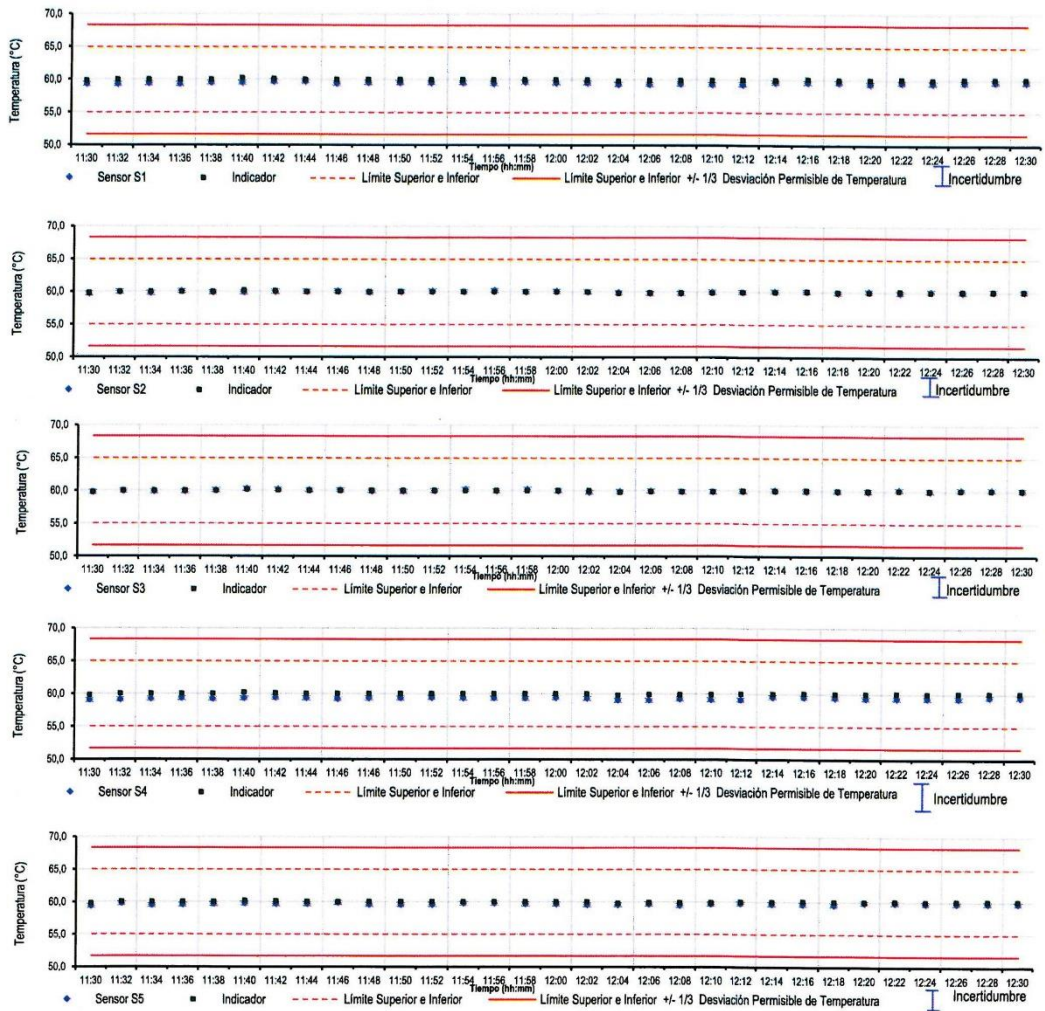 Temperatura (°C)
70,0
65,0
60,0
55,0
50,0
11:30 11:32 11:34 11:36 11:38 11:40 11:42 11:44 11:46 11:48 11:50 11:52 11:54 11:56 11:58 12:00 12:02 12:04 12:06 12:08 12:10 12:12 12:14 12:16 12:18 12:20 12:22 12:24 12:26 12:28 12:30
Tiempo (hh:mm)
Sensor S1 Indicador Límite Superior e Inferior Límite Superior e Inferior +/- 1/3 Desviación Permisible de Temperatura Incertidumbre
Temperatura (°C)
70,0
65,0
60,0
55,0
50,0
11:30 11:32 11:34 11:36 11:38 11:40 11:42 11:44 11:46 11:48 11:50 11:52 11:54 11:56 11:58 12:00 12:02 12:04 12:06 12:08 12:10 12:12 12:14 12:16 12:18 12:20 12:22 12:24 12:26 12:28 12:30
Tiempo (hh:mm)
Sensor S2 Indicador Límite Superior e Inferior Límite Superior e Inferior +/- 1/3 Desviación Permisible de Temperatura Incertidumbre
Temperatura (°C)
70,0
65,0
60,0
55,0
50,0
11:30 11:32 11:34 11:36 11:38 11:40 11:42 11:44 11:46 11:48 11:50 11:52 11:54 11:56 11:58 12:00 12:02 12:04 12:06 12:08 12:10 12:12 12:14 12:16 12:18 12:20 12:22 12:24 12:26 12:28 12:30
Tiempo (hh:mm)
Sensor S3 Indicador Límite Superior e Inferior Límite Superior e Inferior +/- 1/3 Desviación Permisible de Temperatura Incertidumbre
Temperatura (°C)
70,0
65,0
60,0
55,0
50,0
11:30 11:32 11:34 11:36 11:38 11:40 11:42 11:44 11:46 11:48 11:50 11:52 11:54 11:56 11:58 12:00 12:02 12:04 12:06 12:08 12:10 12:12 12:14 12:16 12:18 12:20 12:22 12:24 12:26 12:28 12:30
Tiempo (hh:mm)
Sensor S4 Indicador Límite Superior e Inferior Límite Superior e Inferior +/- 1/3 Desviación Permisible de Temperatura Incertidumbre
Temperatura (°C)
70,0
65,0
60,0
55,0
50,0
11:30 11:32 11:34 11:36 11:38 11:40 11:42 11:44 11:46 11:48 11:50 11:52 11:54 11:56 11:58 12:00 12:02 12:04 12:06 12:08 12:10 12:12 12:14 12:16 12:18 12:20 12:22 12:24 12:26 12:28 12:30
Tiempo (hh:mm)
Sensor S5 Indicador Límite Superior e Inferior Límite Superior e Inferior +/- 1/3 Desviación Permisible de Temperatura Incertidumbre